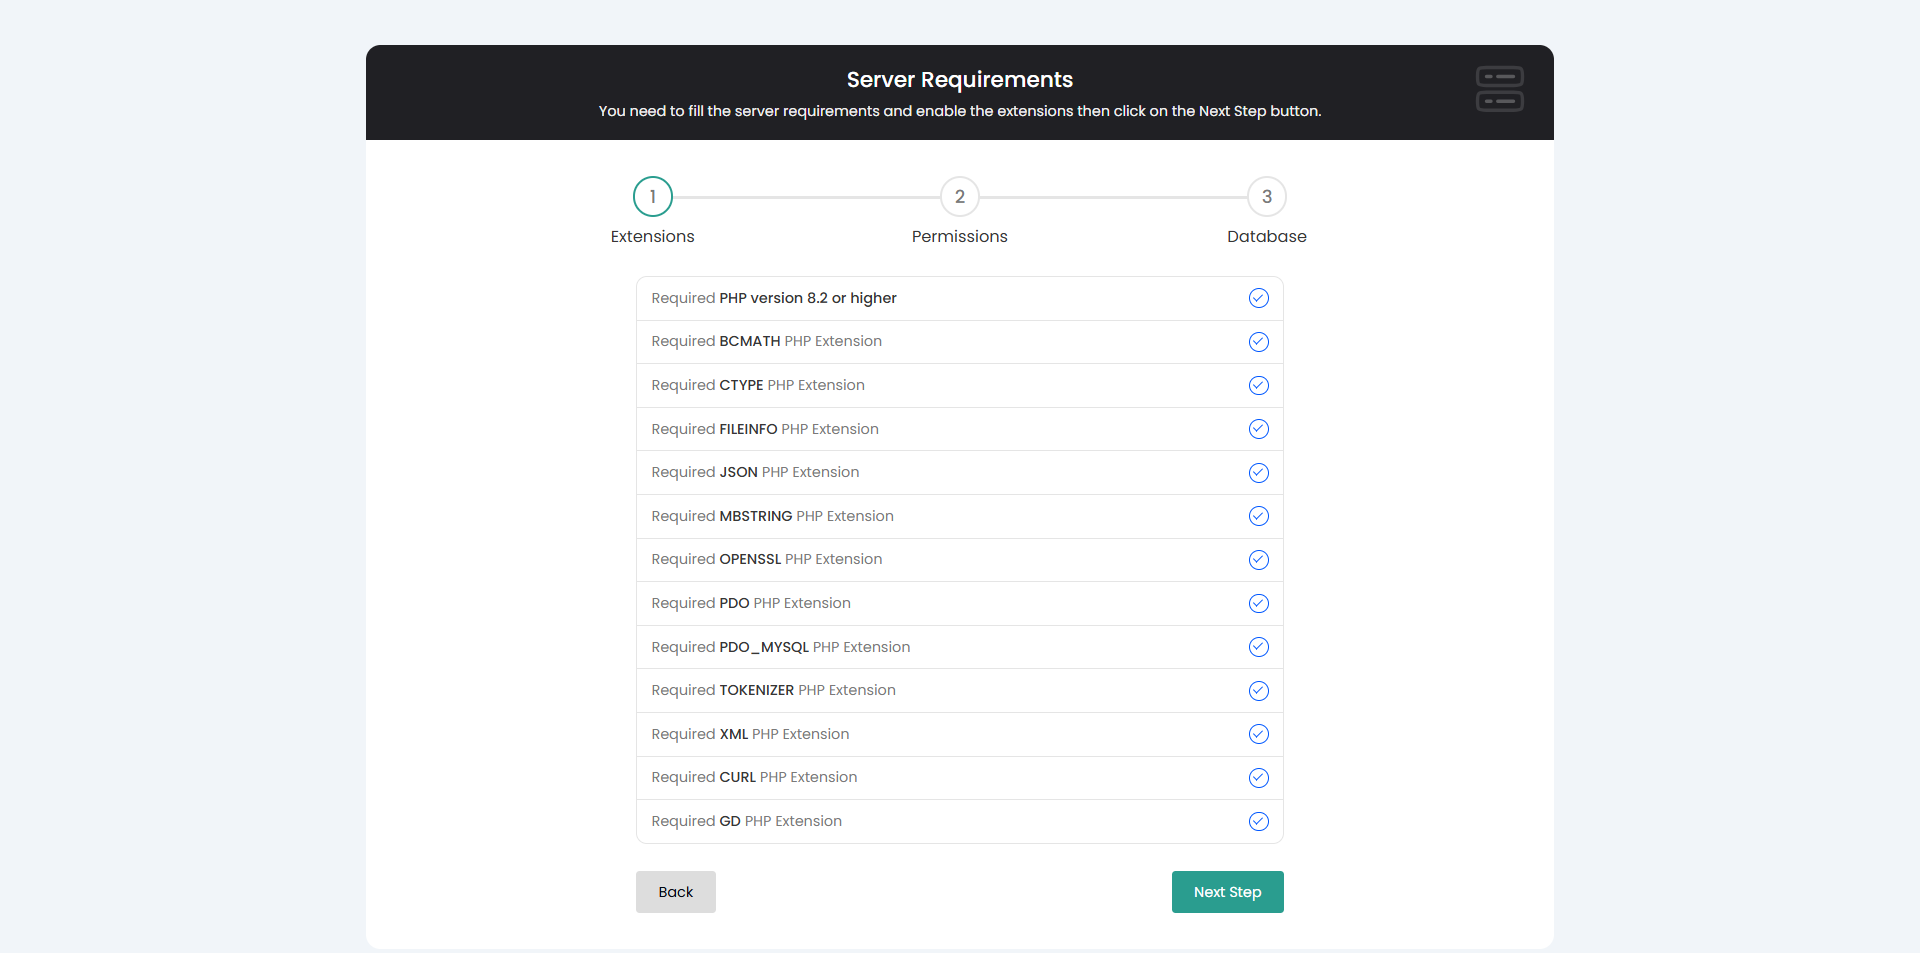 Server Requirements
You need to fill the server requirements and enable the extensions then click on the Next Step button.
1
2
3
Extensions
Permissions
Database
Required PHP version 8.2 or higher
Required BCMATH PHP Extension
Required CTYPE PHP Extension
Required FILEINFO PHP Extension
Required JSON PHP Extension
Required MBSTRING PHP Extension
Required OPENSSL PHP Extension
Required PDO PHP Extension
Required PDO_MYSQL PHP Extension
Required TOKENIZER PHP Extension
Required XML PHP Extension
Required CURL PHP Extension
Required GD PHP Extension
Back
Next Step